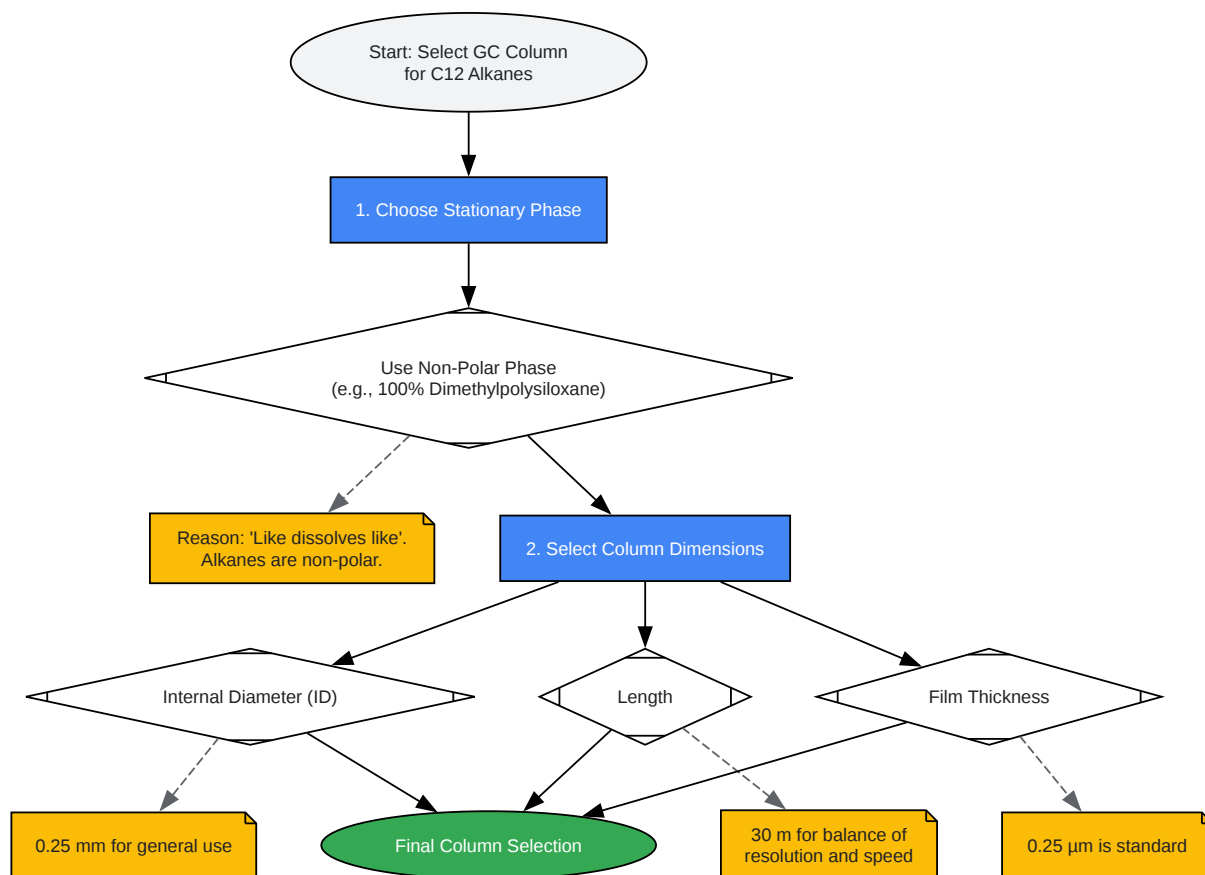 Start: Select GC Column
for C12 Alkanes
1. Choose Stationary Phase
Use Non-Polar Phase
(e.g., 100% Dimethylpolysiloxane)
Reason: 'Like dissolves like'.
Alkanes are non-polar.
2. Select Column Dimensions
Internal Diameter (ID)
Length
Film Thickness
0.25 mm for general use
Final Column Selection
30 m for balance of
resolution and speed
0.25 µm is standard